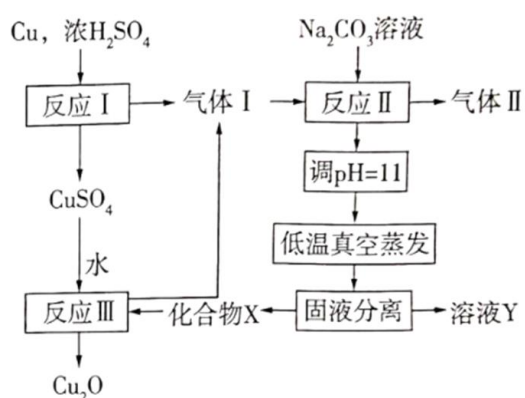 Cu，浓H₂SO₄
Na₂CO₃溶液
反应Ⅰ
气体Ⅰ
反应Ⅱ
气体Ⅱ
调pH=11
CuSO₄
低温真空蒸发
水
反应Ⅲ
化合物X
固液分离
溶液Y
Cu₂O